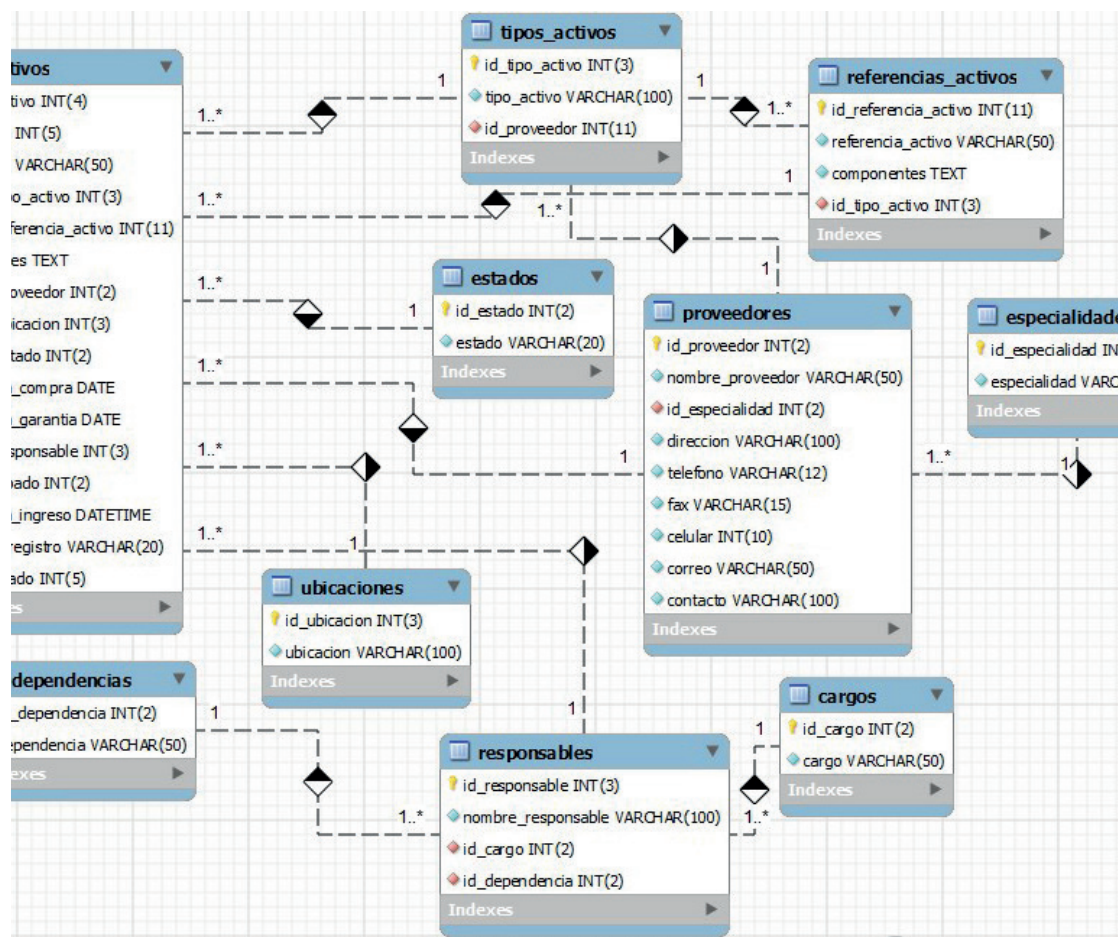 tivos
tivo INT(4)
INT(5)
VARCHAR(50)
po_activo INT(3)
ferencia_activo INT(11)
es TEXT
oveedor INT(2)
bicacion INT(3)
tado INT(2)
a_compra DATE
a_garantia DATE
sponsable INT(3)
bado INT(2)
a_ingreso DATETIME
registro VARCHAR(20)
ado INT(5)
es
1..*
1..*
1..*
1..*
1..*
1..*
1
tipos_activos
id_tipo_activo INT(3)
tipo_activo VARCHAR(100)
id_proveedor INT(11)
Indexes
1
1..*
1
1..*
1
referencias_activos
id_referencia_activo INT(11)
referencia_activo VARCHAR(50)
componentes TEXT
id_tipo_activo INT(3)
Indexes
1
estados
id_estado INT(2)
estado VARCHAR(20)
Indexes
1
proveedores
id_proveedor INT(2)
nombre_proveedor VARCHAR(50)
id_especialidad INT(2)
direccion VARCHAR(100)
telefono VARCHAR(12)
fax VARCHAR(15)
celular INT(10)
correo VARCHAR(50)
contacto VARCHAR(100)
Indexes
1..*
1
especialidade
id_especialidad IN
especialidad VARC
Indexes
1
ubicaciones
id_ubicacion INT(3)
ubicacion VARCHAR(100)
Indexes
dependencias
_dependencia INT(2)
ependencia VARCHAR(50)
exes
1
1..*
1
responsables
id_responsable INT(3)
nombre_responsable VARCHAR(100)
id_cargo INT(2)
id_dependencia INT(2)
Indexes
1
1..*
cargos
id_cargo INT(2)
cargo VARCHAR(50)
Indexes